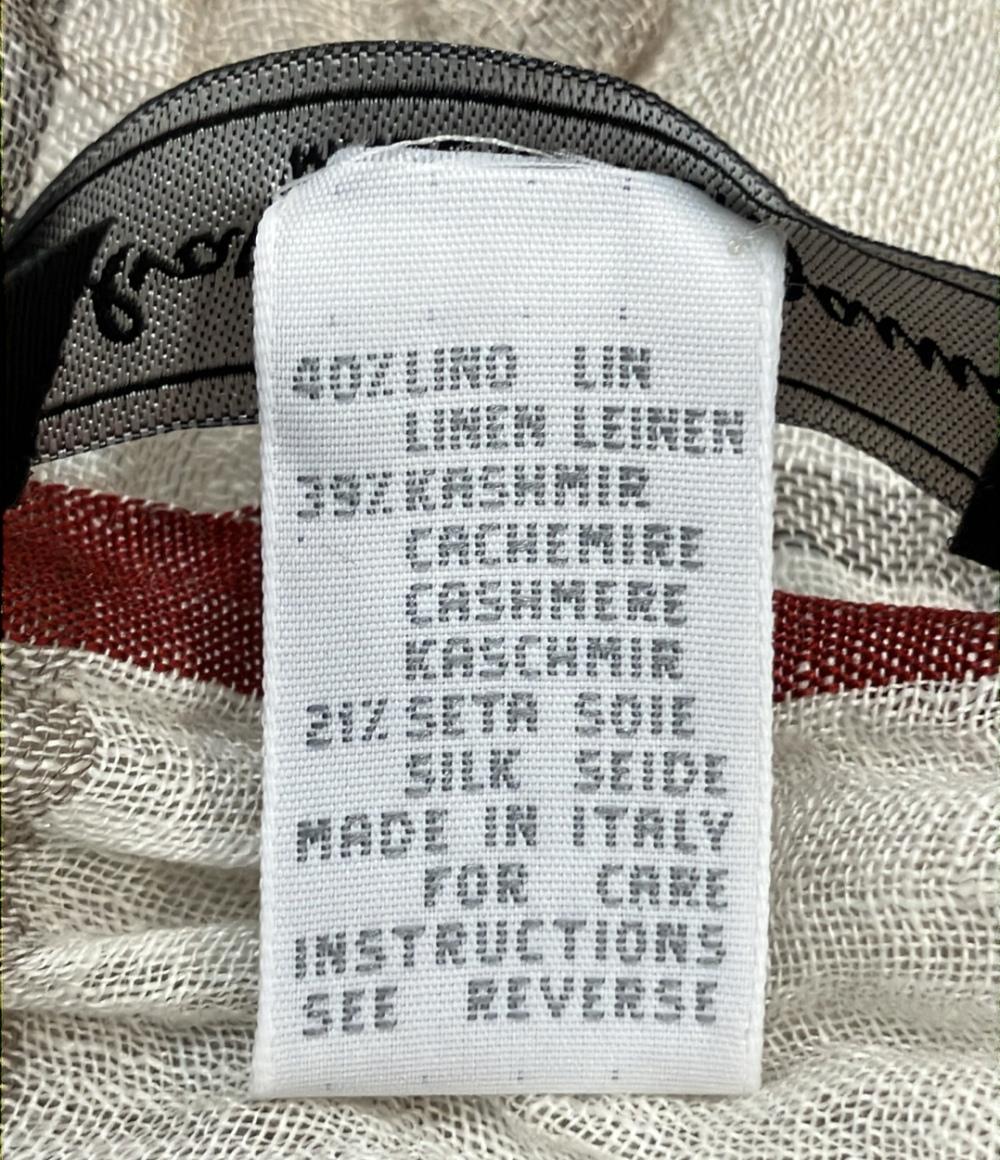 40%LINO LIN
LINEN LEINEN
39%KASHMIR
CACHEMIRE
CASHMERE
KASCHMIR
21%SETA SOIE
SILK SEIDE
MADE IN ITALY
FOR CARE
INSTRUCTIONS
SEE REVERSE